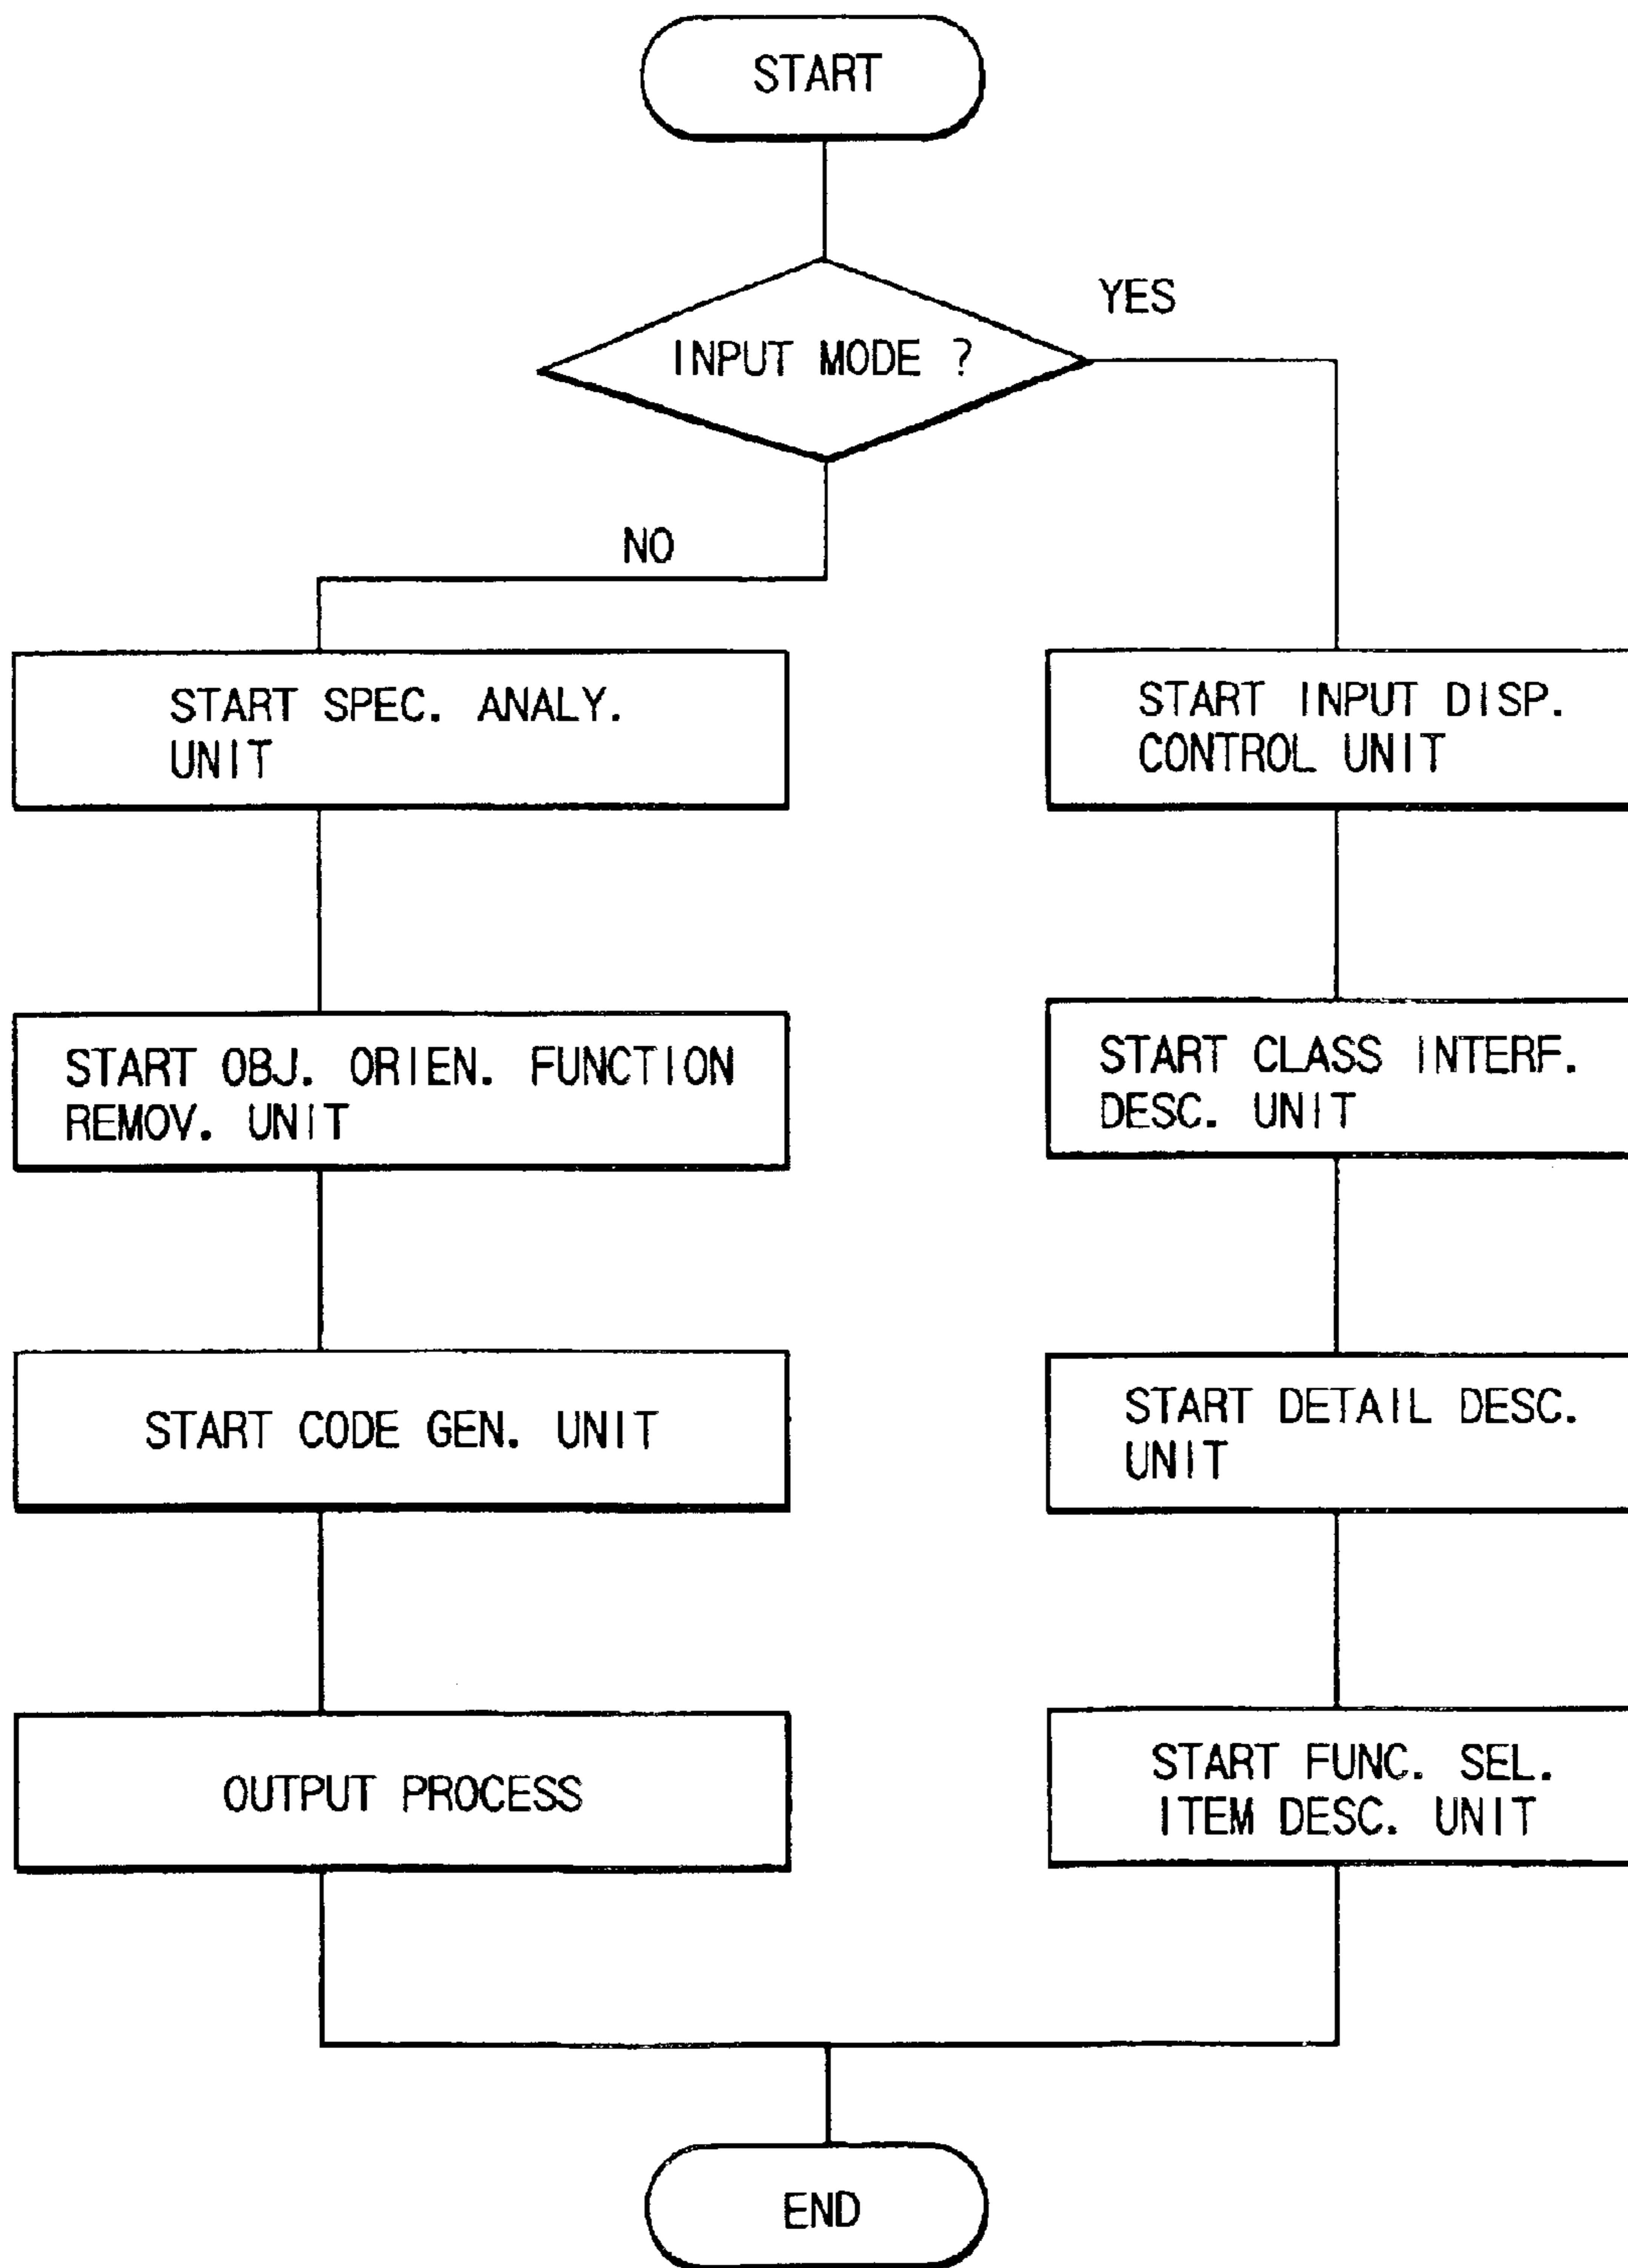 START
INPUT MODE ?
YES
NO
START SPEC. ANALY.
UNIT
START OBJ. ORIEN. FUNCTION
REMOV. UNIT
START CODE GEN. UNIT
OUTPUT PROCESS
START INPUT DISP.
CONTROL UNIT
START CLASS INTERF.
DESC. UNIT
START DETAIL DESC.
UNIT
START FUNC. SEL.
ITEM DESC. UNIT
END